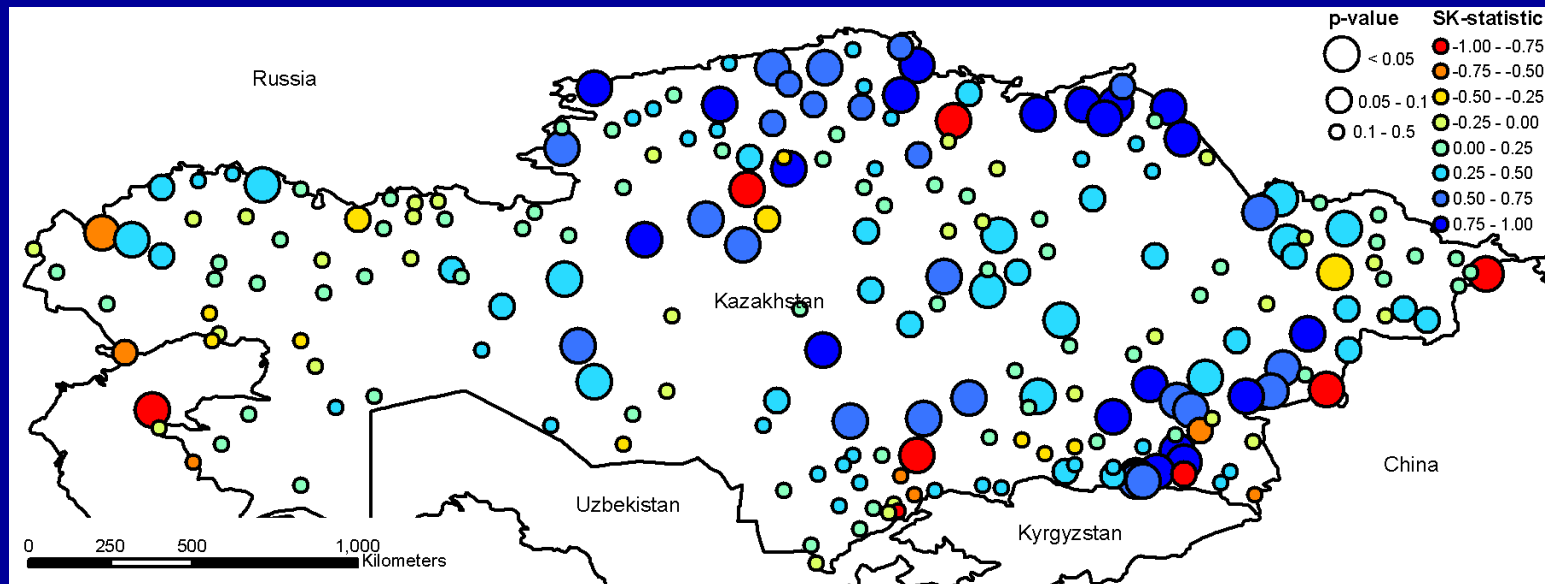 Russia
Kazakhstan
Uzbekistan
Kyrgyzstan
China
p-value
< 0.05
0.05 - 0.1
0.1 - 0.5
SK-statistic
-1.00 - -0.75
-0.75 - -0.50
-0.50 - -0.25
-0.25 - 0.00
0.00 - 0.25
0.25 - 0.50
0.50 - 0.75
0.75 - 1.00
0 250 500 1,000
Kilometers